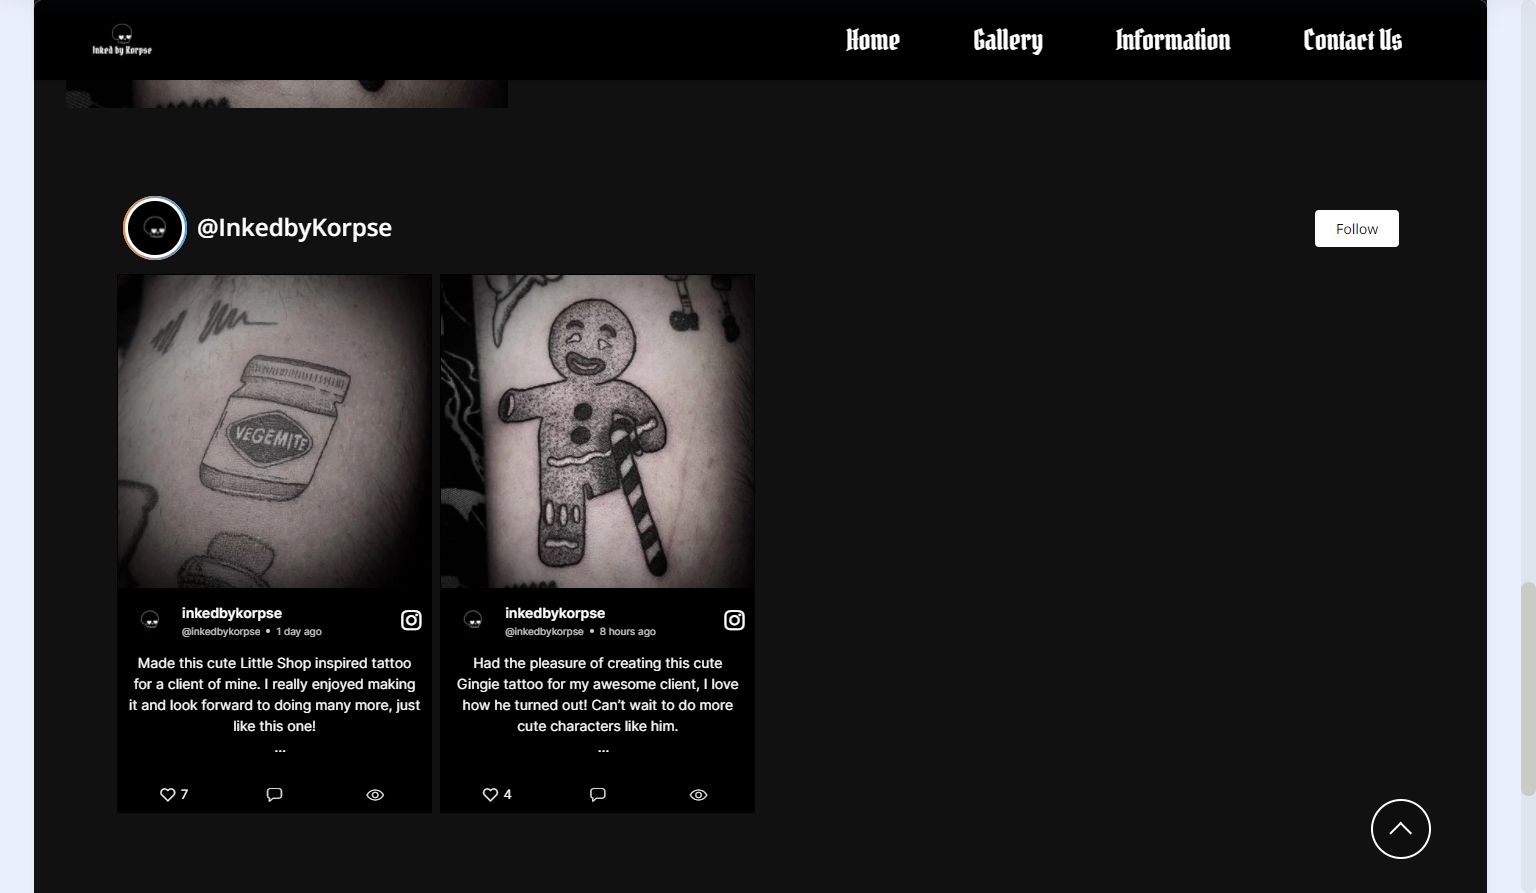 Inked by Korpse
Home
Gallery
Information
Contact Us
@InkedbyKorpse
Follow
VEGEMITE
inkedbykorpse
@inkedbykorpse • 1 day ago
Made this cute Little Shop inspired tattoo
for a client of mine. I really enjoyed making
it and look forward to doing many more, just
like this one!
...
7
inkedbykorpse
@inkedbykorpse • 8 hours ago
Had the pleasure of creating this cute
Gingie tattoo for my awesome client, I love
how he turned out! Can’t wait to do more
cute characters like him.
...
4